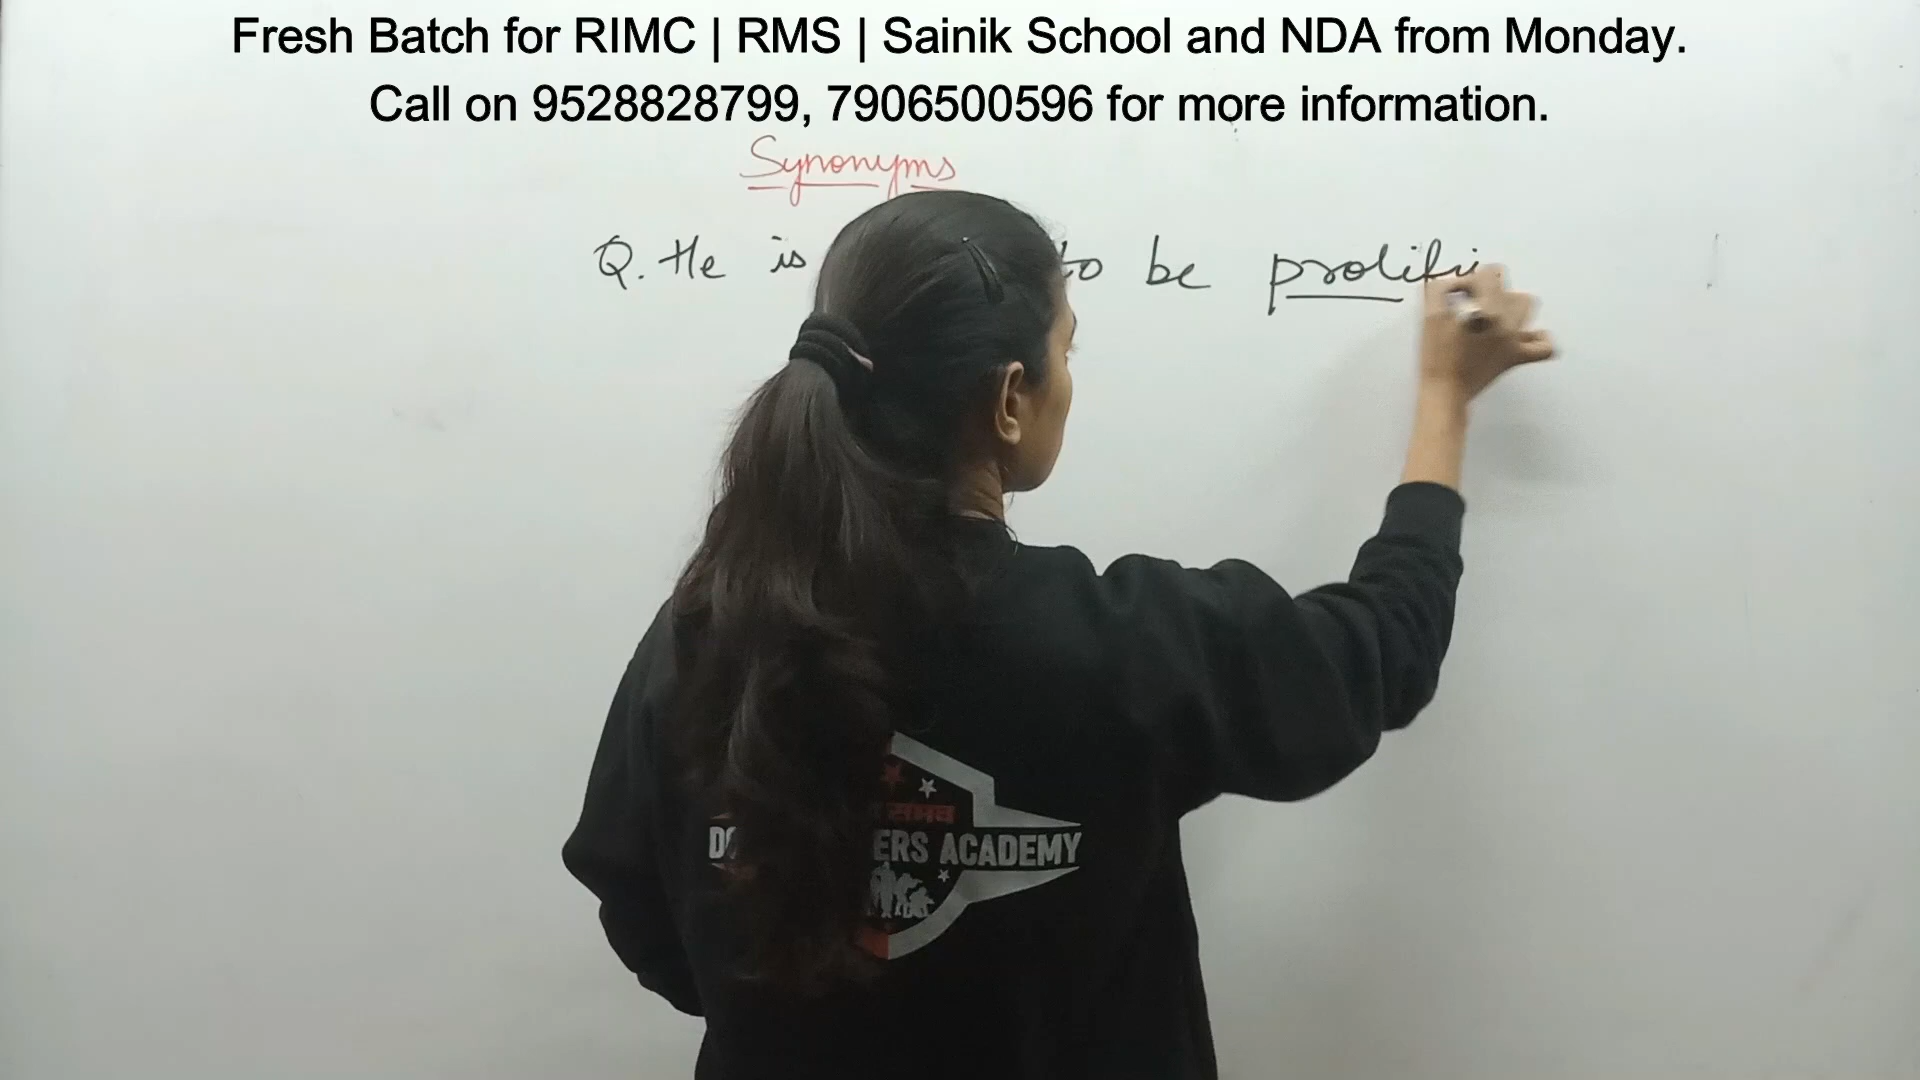 Fresh Batch for RIMC | RMS | Sainik School and NDA from Monday.
Call on 9528828799, 7906500596 for more information.
Synonyms
Q. He is to be prolifi
संभव
ERS ACADEMY